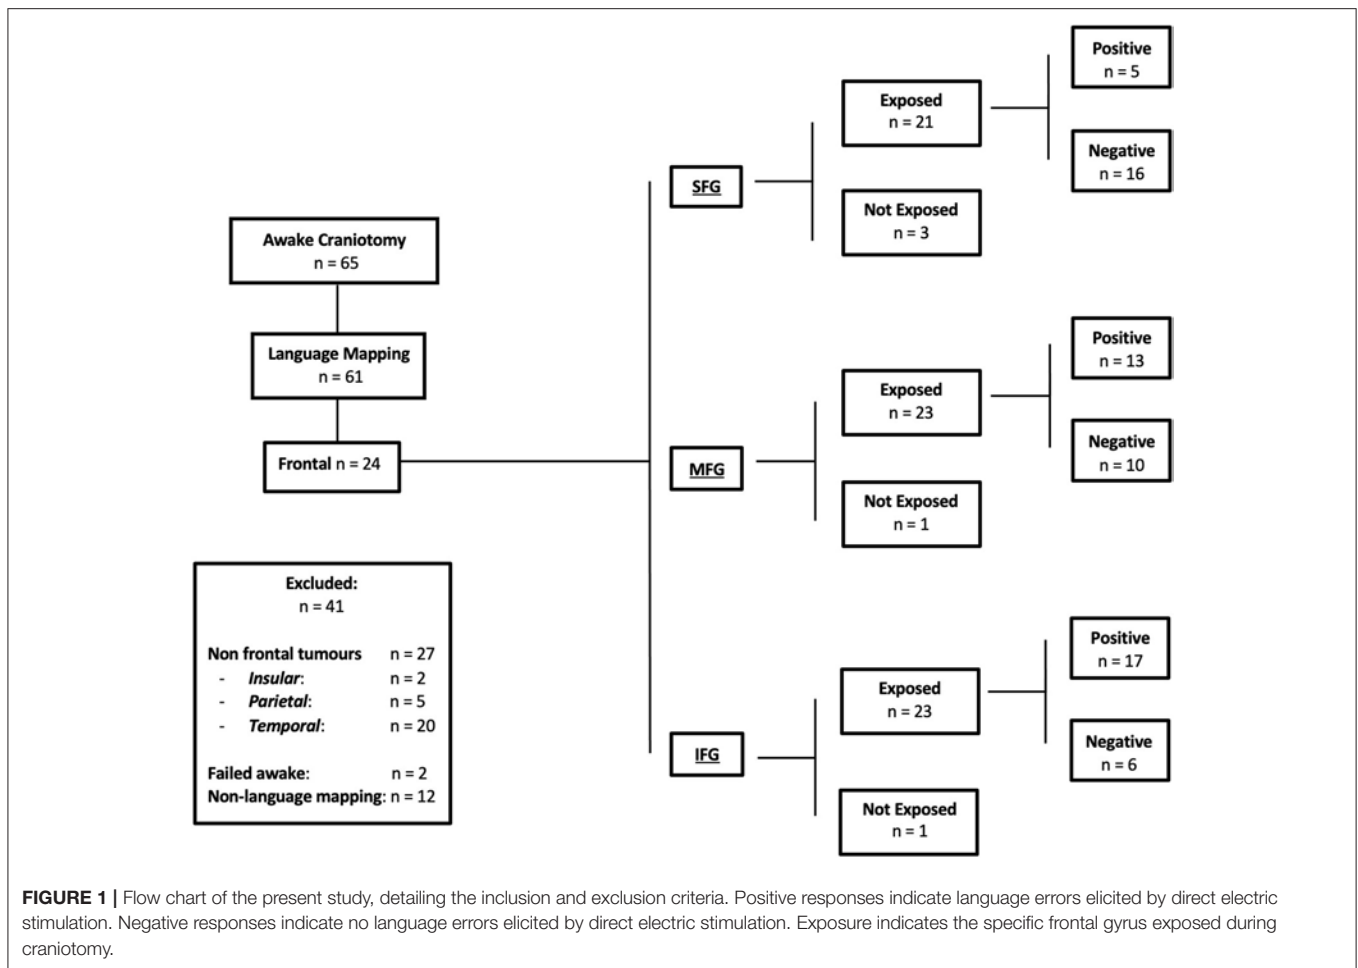 Awake Craniotomy
n = 65
Language Mapping
n = 61
Frontal n = 24
Excluded:
n = 41
Non frontal tumours n = 27
- Insular: n = 2
- Parietal: n = 5
- Temporal: n = 20
Failed awake: n = 2
Non-language mapping: n = 12
SFG
Exposed
n = 21
Positive
n = 5
Negative
n = 16
Not Exposed
n = 3
MFG
Exposed
n = 23
Positive
n = 13
Negative
n = 10
Not Exposed
n = 1
IFG
Exposed
n = 23
Positive
n = 17
Negative
n = 6
Not Exposed
n = 1
FIGURE 1 | Flow chart of the present study, detailing the inclusion and exclusion criteria. Positive responses indicate language errors elicited by direct electric
stimulation. Negative responses indicate no language errors elicited by direct electric stimulation. Exposure indicates the specific frontal gyrus exposed during
craniotomy.